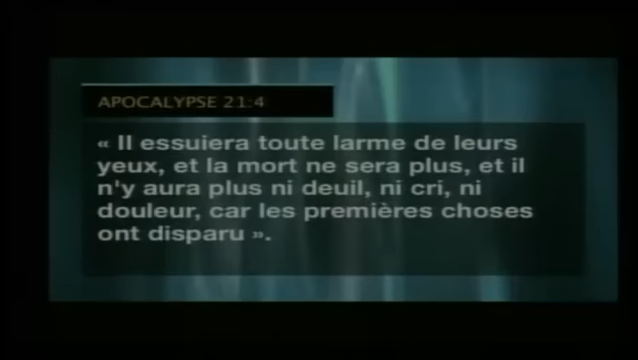 APOCALYPSE 21:4
« Il essuiera toute larme de leurs
yeux, et la mort ne sera plus, et il
n'y aura plus ni deuil, ni cri, ni
douleur, car les premières choses
ont disparu ».